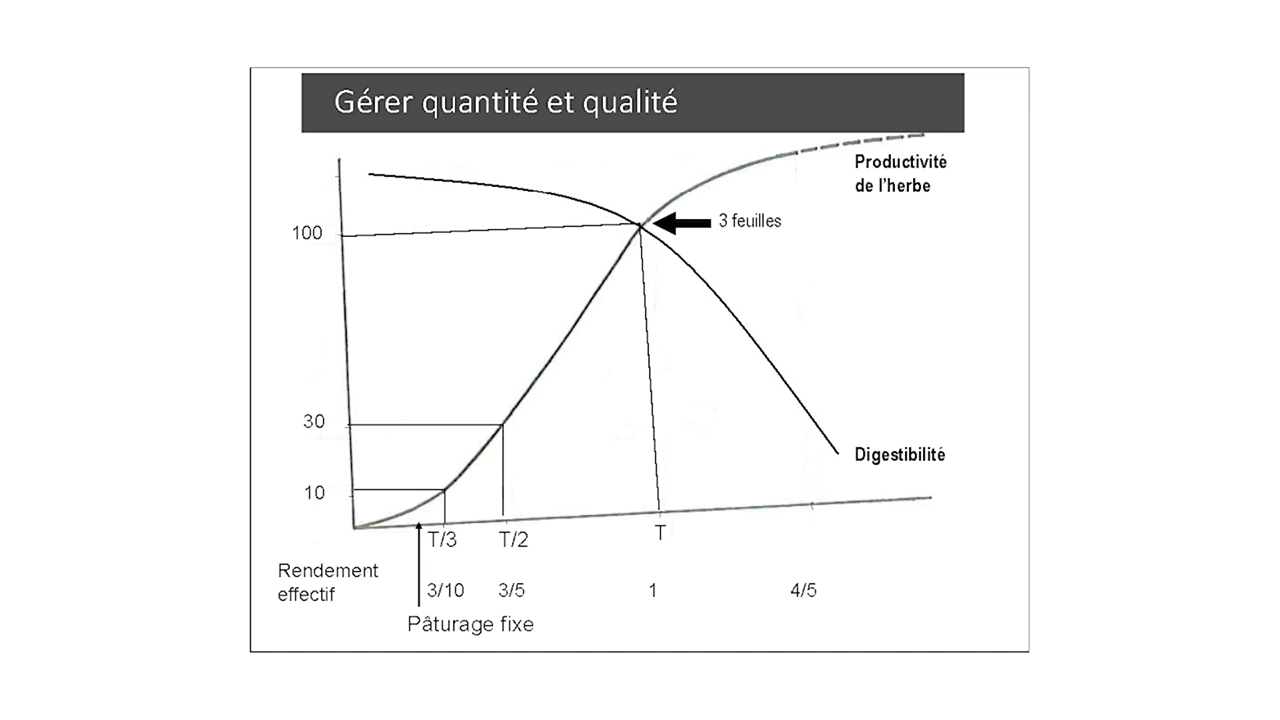 Gérer quantité et qualité
Productivité
de l'herbe
3 feuilles
100
30
Digestibilité
10
T/3 T/2 T
Rendement
effectif
3/10 3/5 1 4/5
Pâturage fixe